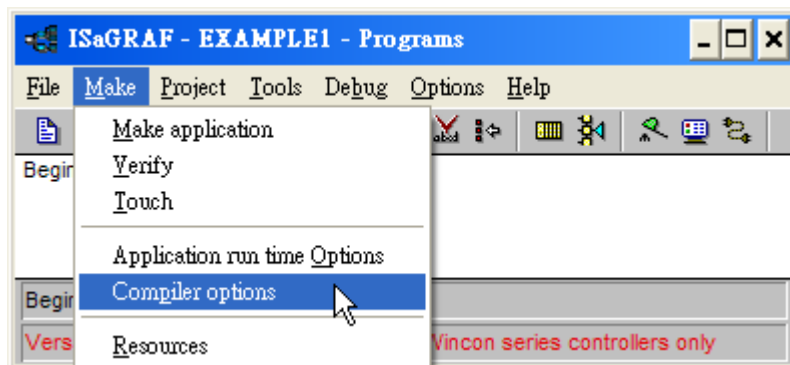 ISaGRAF - EXAMPLE1 - Programs
File Make Project Tools Debug Options Help
Make application
Verify
Touch
Application run time Options
Compiler options
Resources
Begin
Begin
Vers
Wincon series controllers only